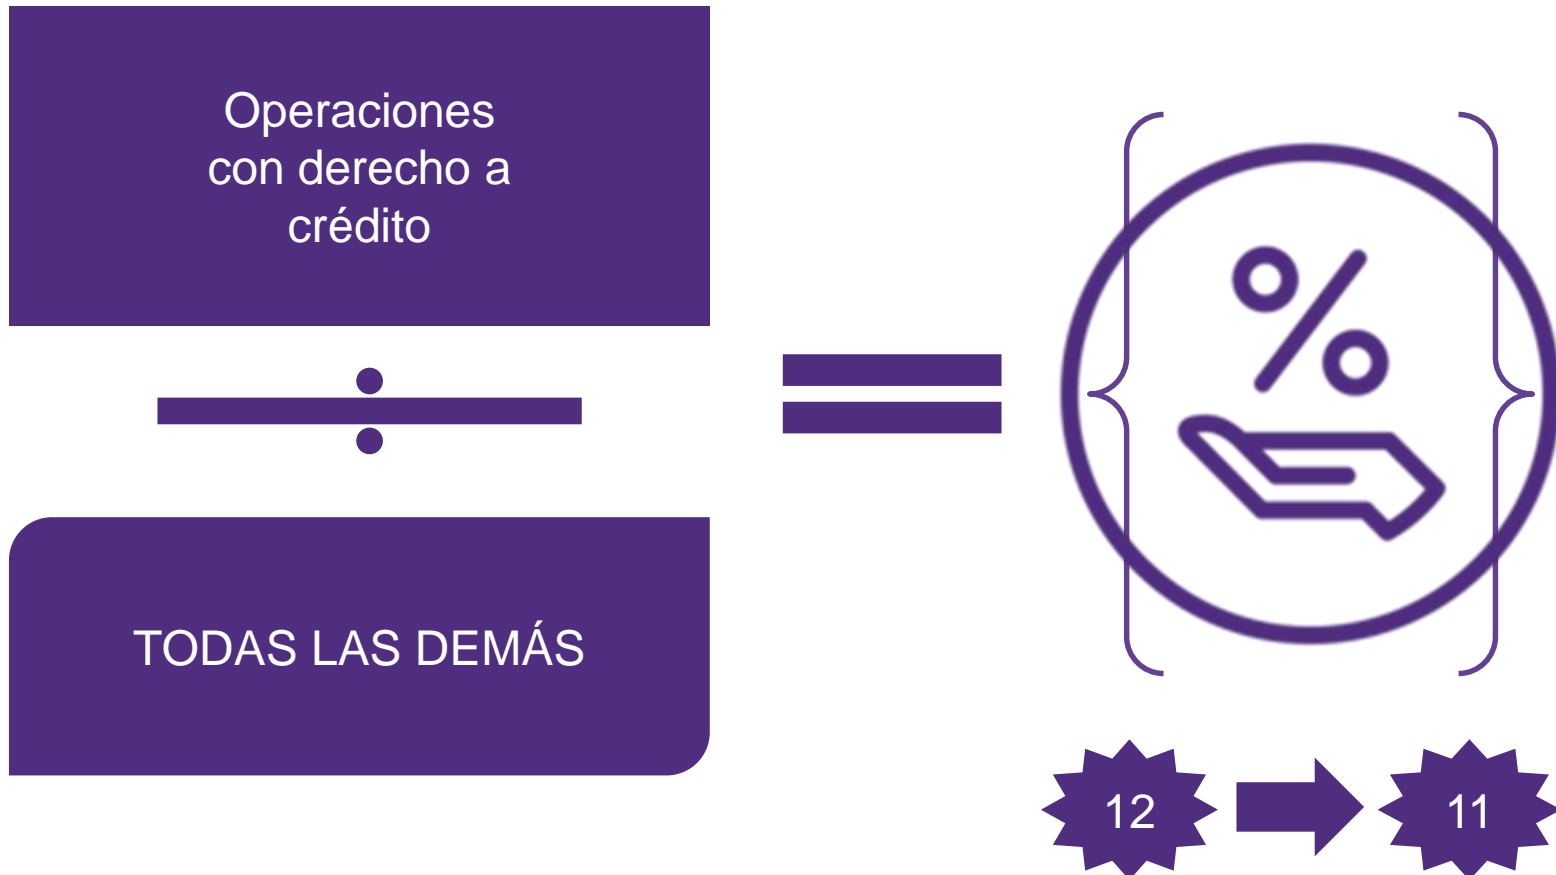 Operaciones
con derecho a
crédito
TODAS LAS DEMÁS
%
12
11